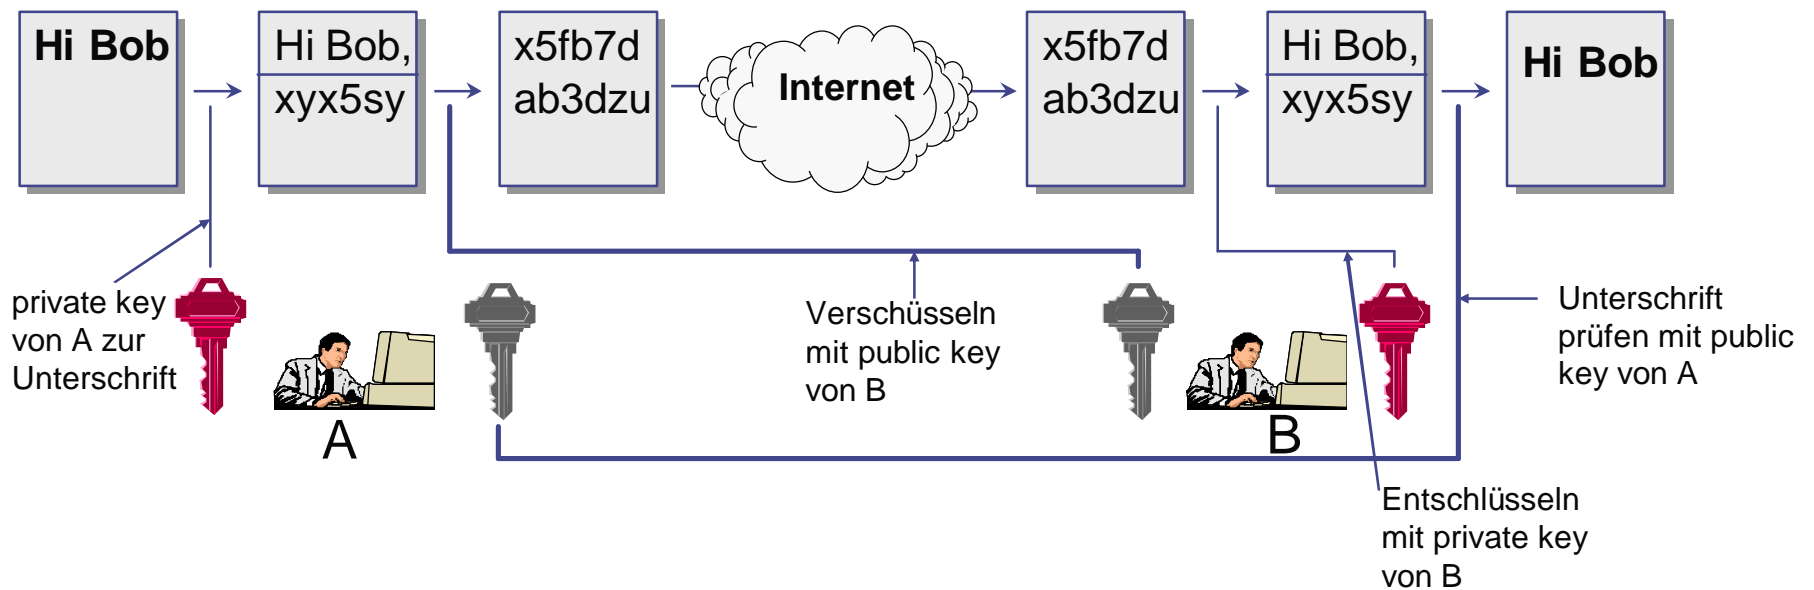 Hi Bob
Hi Bob,
xyx5sy
x5fb7d
ab3dzu
Internet
x5fb7d
ab3dzu
Hi Bob,
xyx5sy
Hi Bob
private key
von A zur
Unterschrift
A
Verschüsseln
mit public key
von B
B
Unterschrift
prüfen mit public
key von A
Entschlüsseln
mit private key
von B